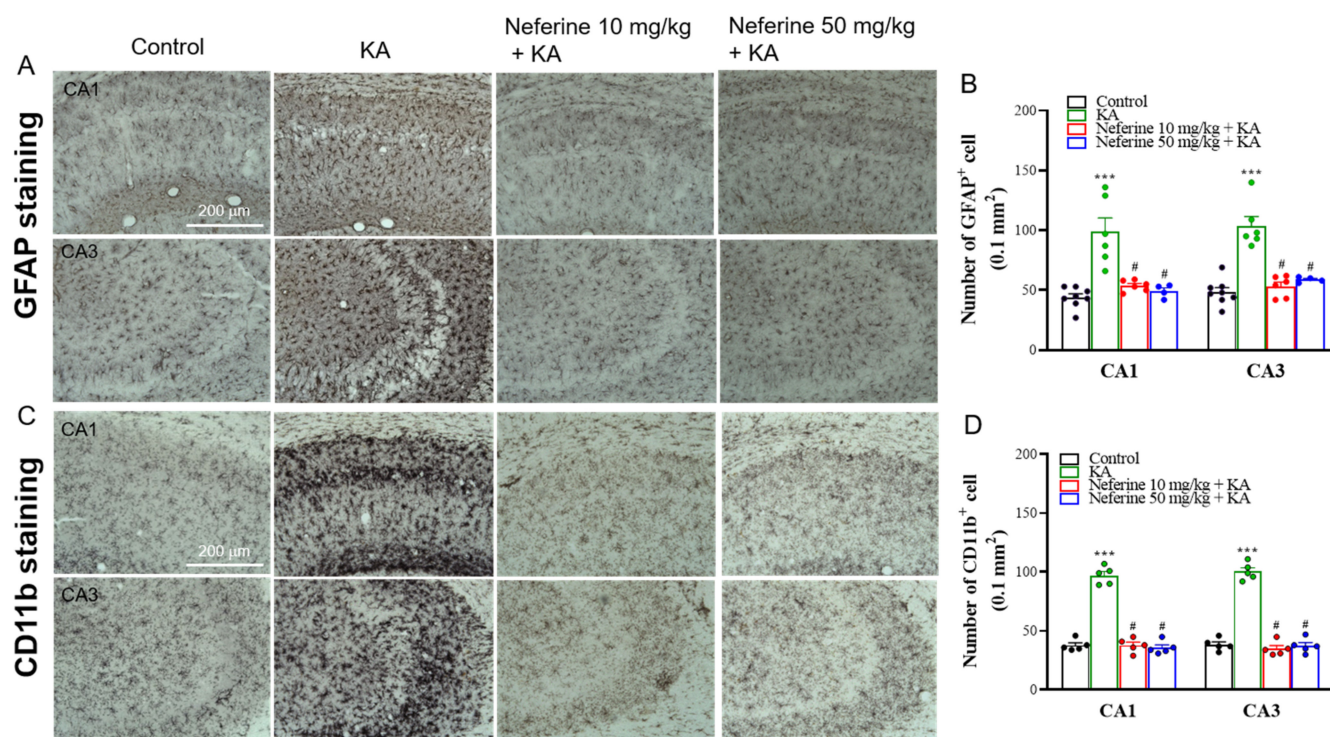 Control
KA
Neferine 10 mg/kg
+ KA
Neferine 50 mg/kg
+ KA
A
GFAP staining
CA1
200 μm
CA3
B
Control
KA
Neferine 10 mg/kg + KA
Neferine 50 mg/kg + KA
Number of GFAP⁺ cell
(0.1 mm²)
200
150
100
50
0
***
#
#
***
#
#
CA1
CA3
C
CD11b staining
CA1
200 μm
CA3
D
Control
KA
Neferine 10 mg/kg + KA
Neferine 50 mg/kg + KA
Number of CD11b⁺ cell
(0.1 mm²)
200
150
100
50
0
***
#
#
***
#
#
CA1
CA3